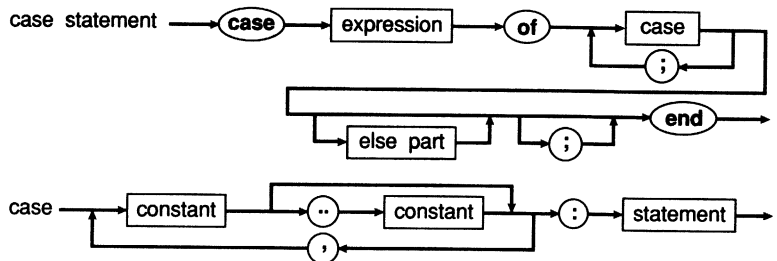 case statement case expression of case
;
else part ; end
case constant .. constant : statement
,